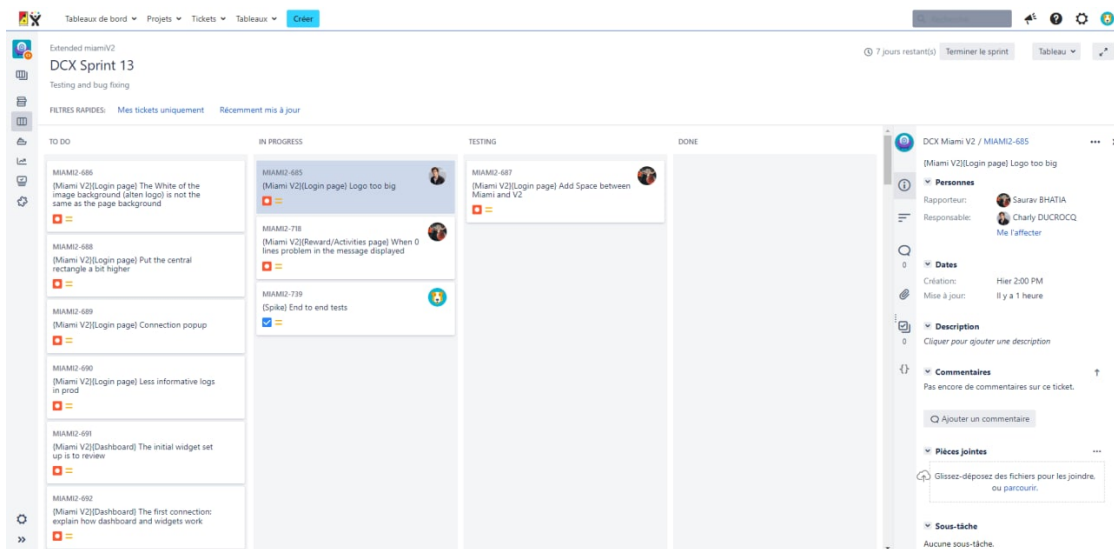 Tableaux de bord Projets Tickets Tableaux Créer
Extended miamiV2
DCX Sprint 13
7 jours restant(s) Terminer le sprint Tableau
Testing and bug fixing
FILTRES RAPIDES: Mes tickets uniquement Récemment mis à jour
TO DO
MIAMI2-686
[Miami V2][Login page] The White of the
image background (alten logo) is not the
same as the page background
MIAMI2-688
[Miami V2][Login page] Put the central
rectangle a bit higher
MIAMI2-689
[Miami V2][Login page] Connection popup
MIAMI2-690
[Miami V2][Login page] Less informative logs
in prod
MIAMI2-691
[Miami V2][Dashboard] The initial widget set
up is to review
MIAMI2-692
[Miami V2][Dashboard] The first connection:
explain how dashboard and widgets work
IN PROGRESS
MIAMI2-685
[Miami V2][Login page] Logo too big
MIAMI2-718
[Miami V2][Reward/Activities page] When 0
lines problem in the message displayed
MIAMI2-739
[Spike] End to end tests
TESTING
MIAMI2-687
[Miami V2][Login page] Add Space between
Miami and V2
DONE
DCX Miami V2 / MIAMI2-685
[Miami V2][Login page] Logo too big
Personnes
Rapporteur: Saurav BHATIA
Responsable: Charly DUCROCQ
Me l'affecter
0
Dates
Création: Hier 2:00 PM
Mise à jour: Il y a 1 heure
Description
0
Cliquer pour ajouter une description
Commentaires
Pas encore de commentaires sur ce ticket.
Ajouter un commentaire
Pièces jointes
Glissez-déposez des fichiers pour les joindre,
ou parcourir.
Sous-tâche
Aucune sous-tâche.